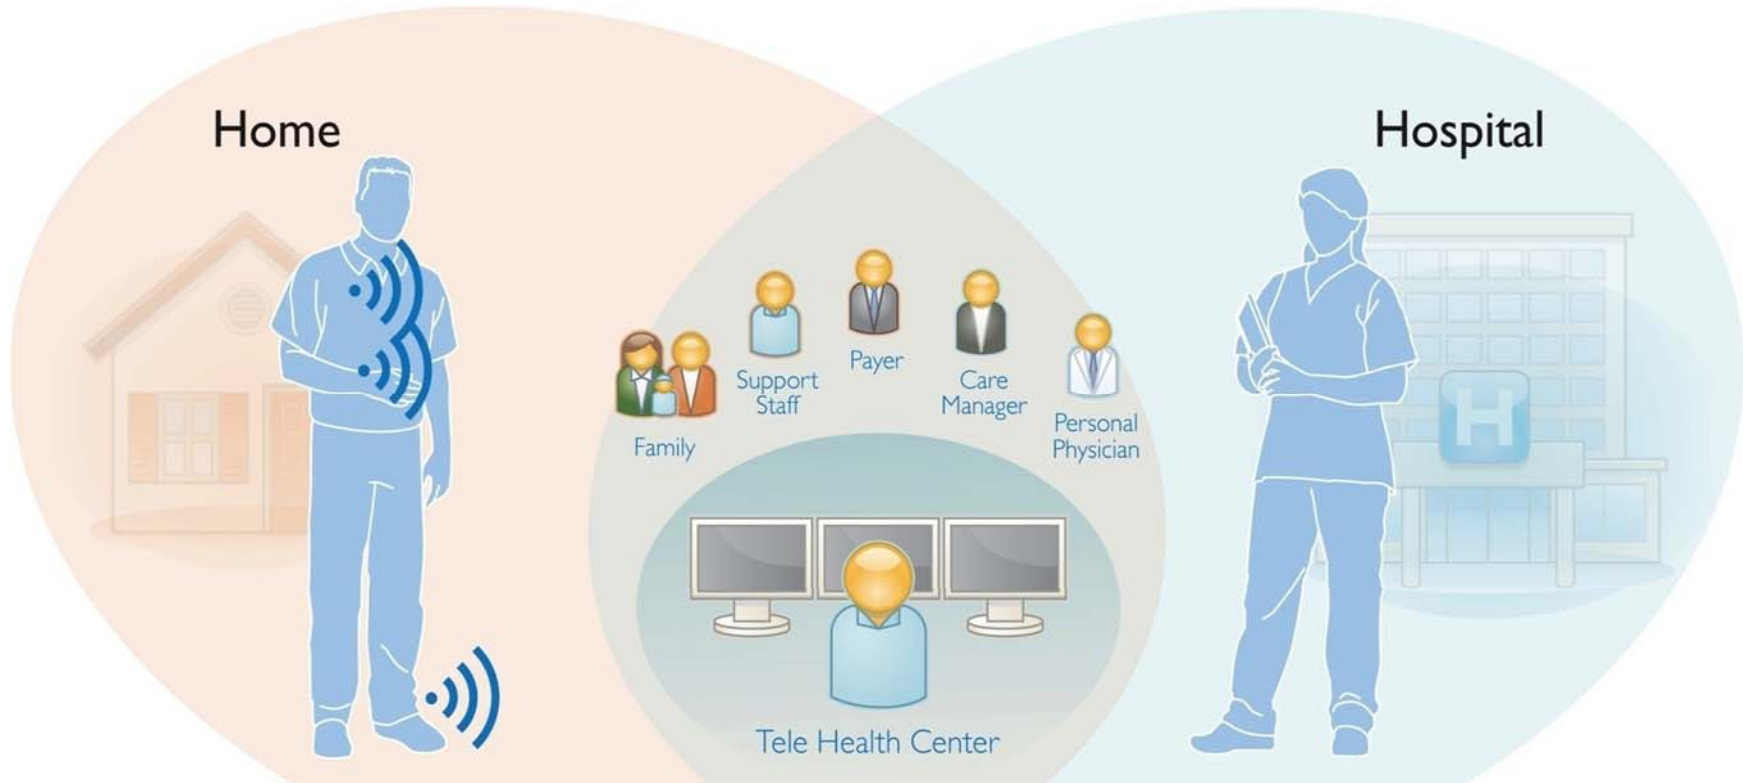 Home
Hospital
Family
Support
Staff
Payer
Care
Manager
Personal
Physician
H
Tele Health Center